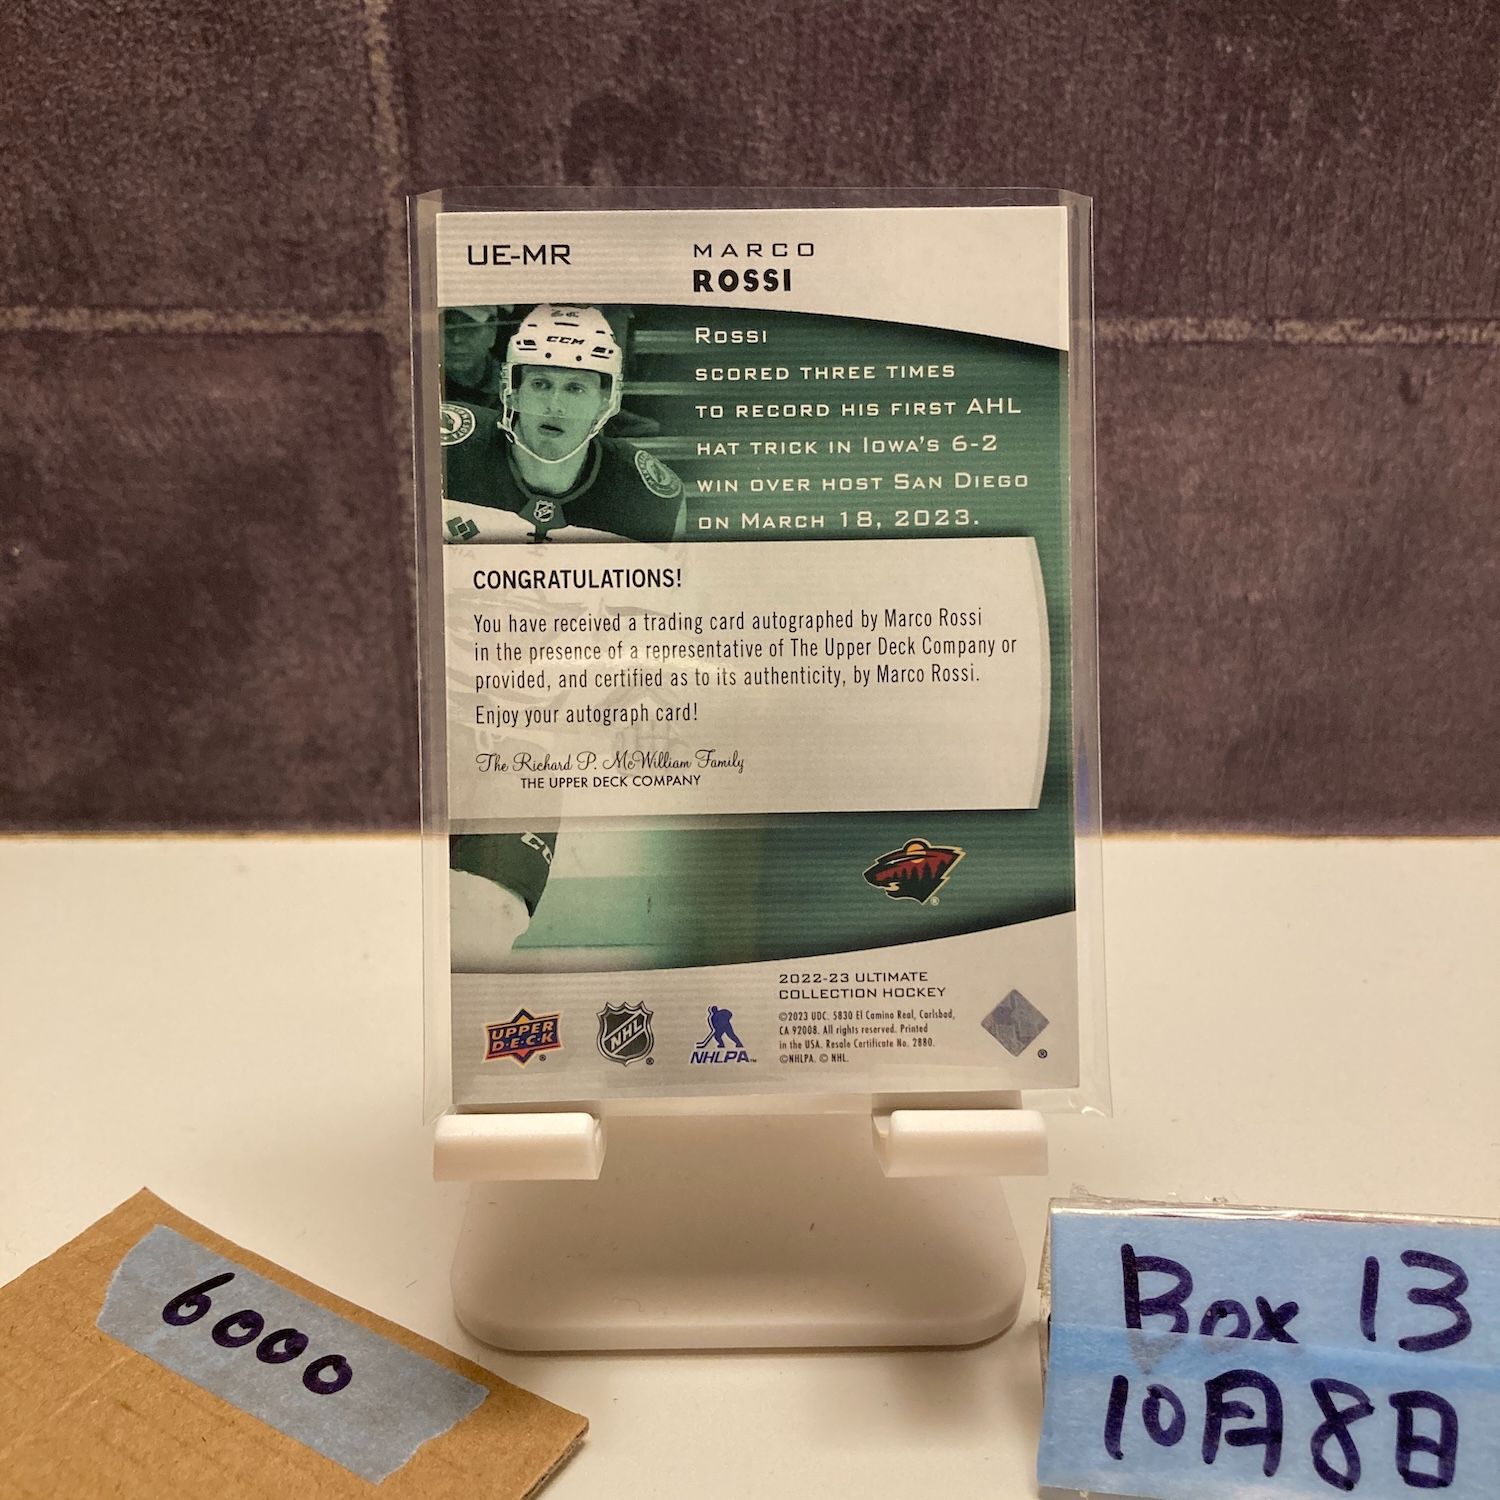 UE-MR
MARCO
ROSSI
CCM
Rossi
scored three times
to record his first AHL
hat trick in Iowa's 6-2
win over host San Diego
on March 18, 2023.
CONGRATULATIONS!
You have received a trading card autographed by Marco Rossi
in the presence of a representative of The Upper Deck Company or
provided, and certified as to its authenticity, by Marco Rossi.
Enjoy your autograph card!
The Richard P. McWilliam Family
THE UPPER DECK COMPANY
2022-23 ULTIMATE
COLLECTION HOCKEY
©2023 UDC. 5830 El Camino Real, Carlsbad,
CA 92008. All rights reserved. Printed
in the USA. Resale Certificate No. 2880.
©NHLPA. © NHL.
UPPER
D·E·C·K
®
NHL
®
NHLPA™
®
®
6000
Box 13
10月8日